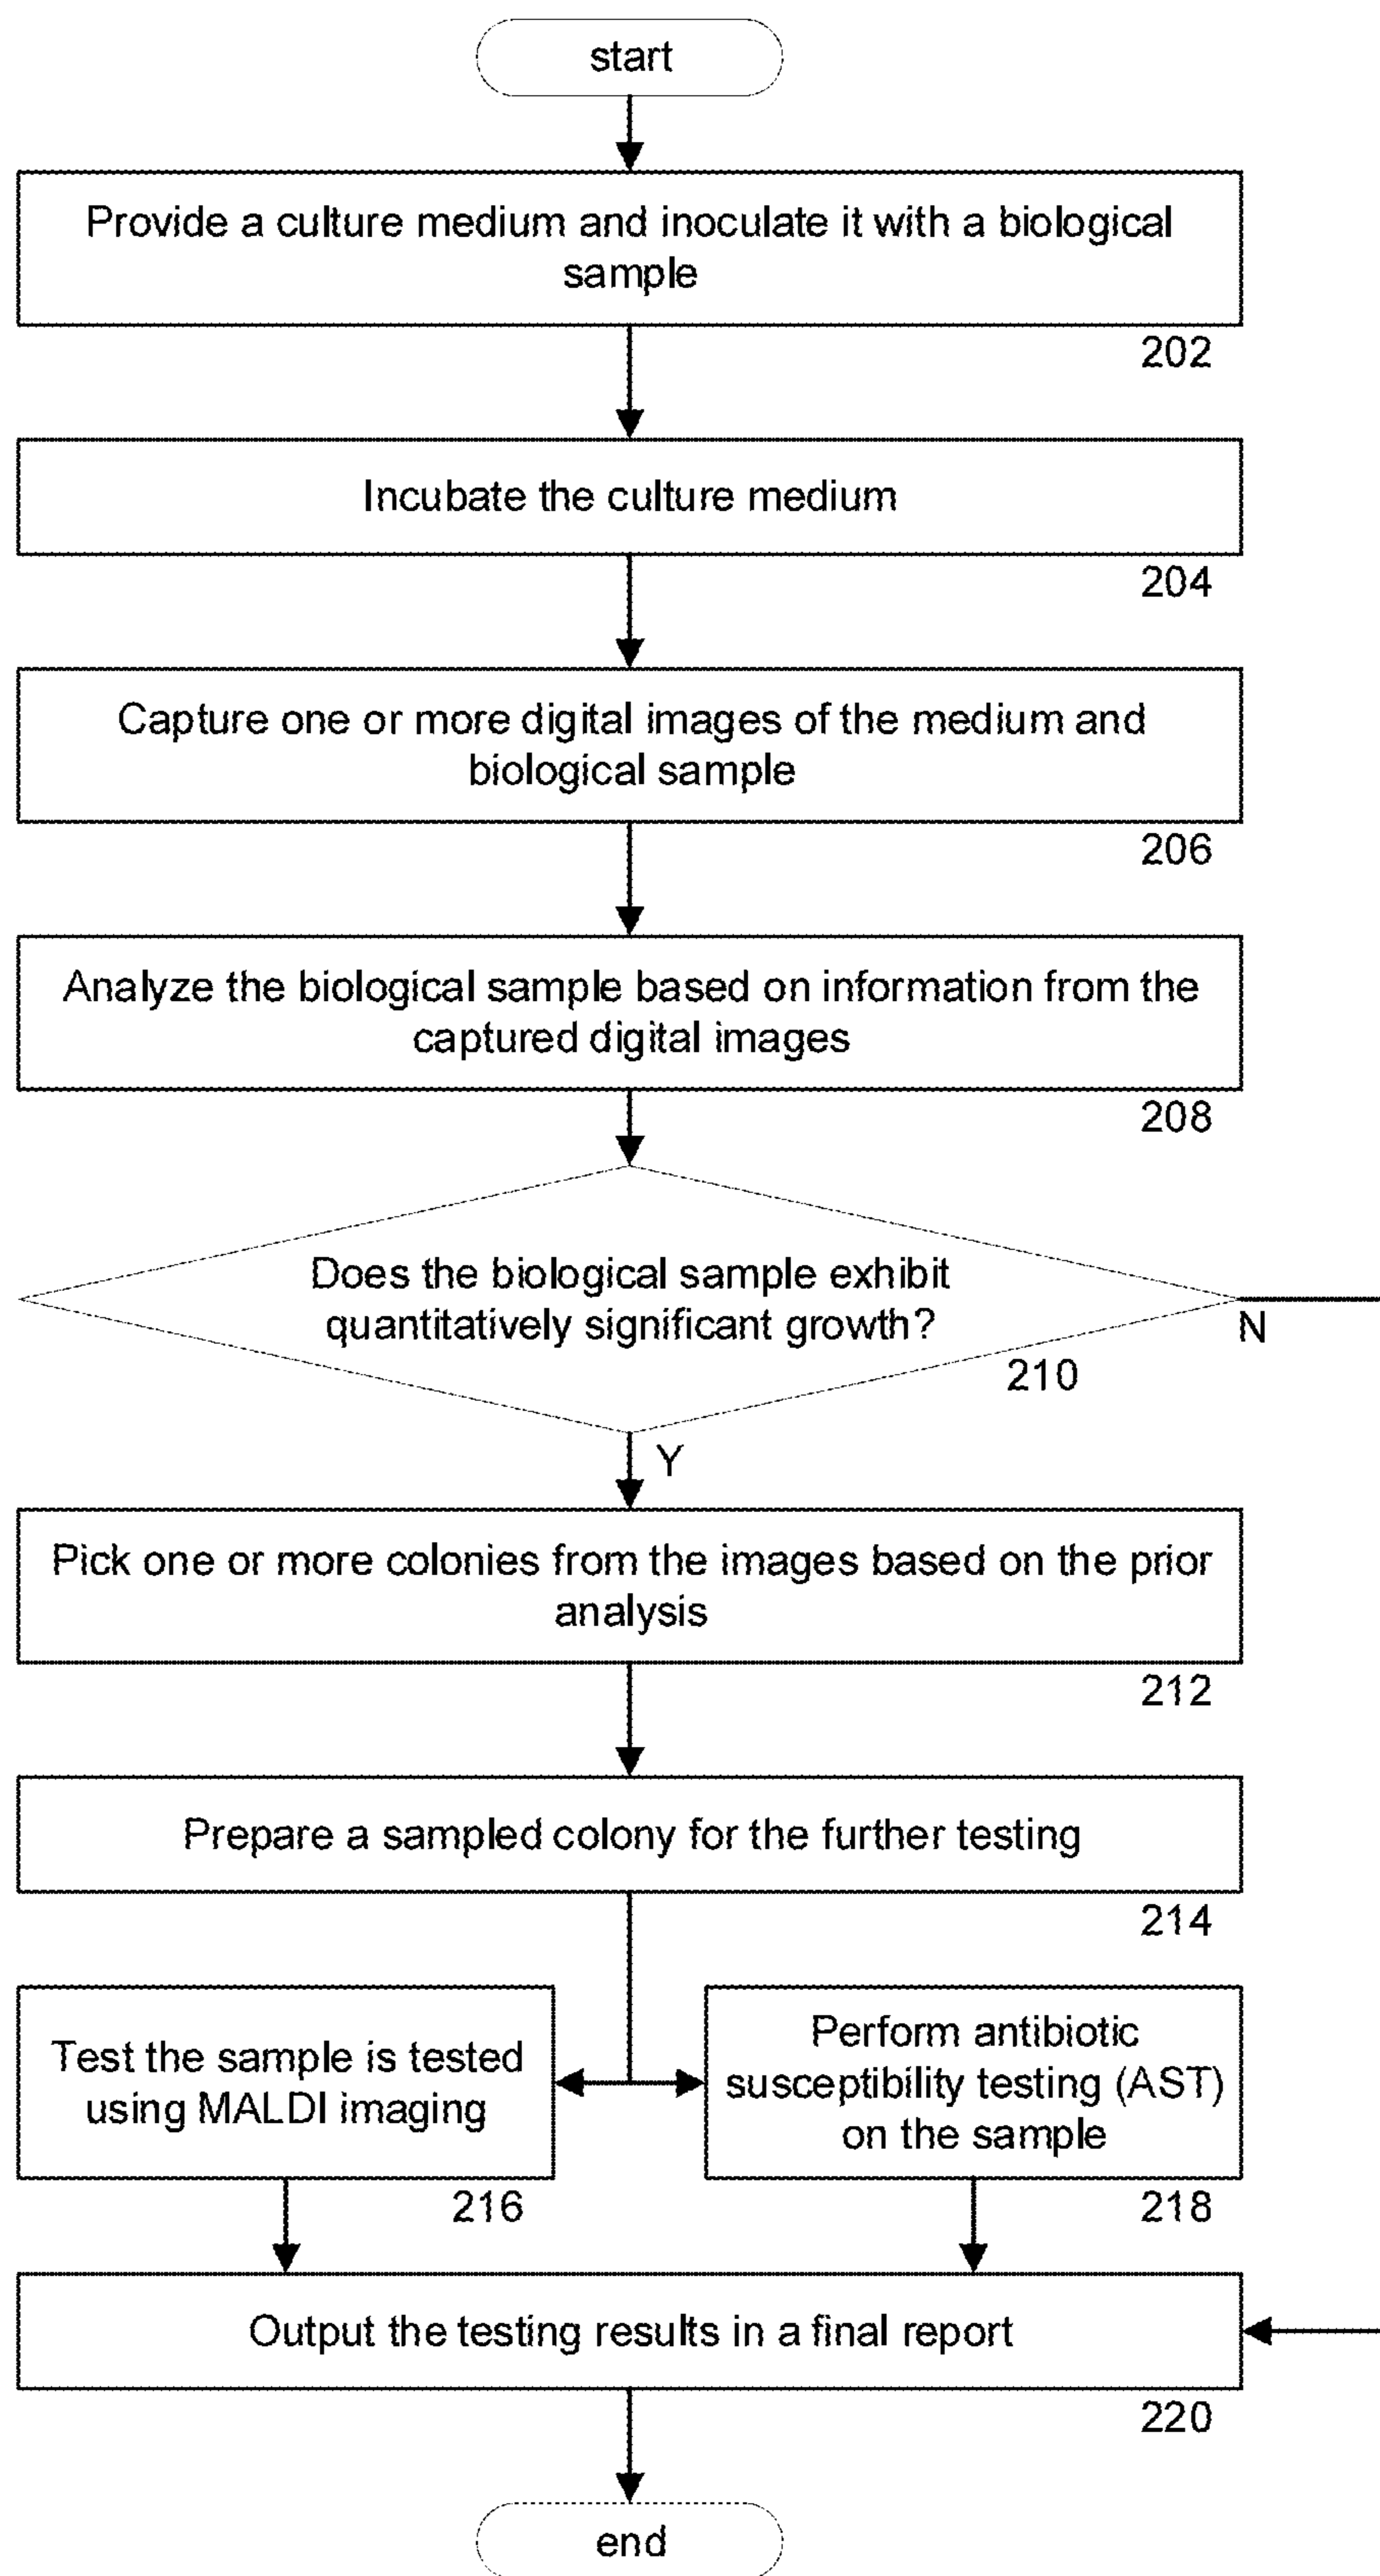 start
Provide a culture medium and inoculate it with a biological
sample
202
Incubate the culture medium
204
Capture one or more digital images of the medium and
biological sample
206
Analyze the biological sample based on information from the
captured digital images
208
Does the biological sample exhibit
quantitatively significant growth?
N
210
Y
Pick one or more colonies from the images based on the prior
analysis
212
Prepare a sampled colony for the further testing
214
Test the sample is tested
using MALDI imaging
216
Perform antibiotic
susceptibility testing (AST)
on the sample
218
Output the testing results in a final report
220
end